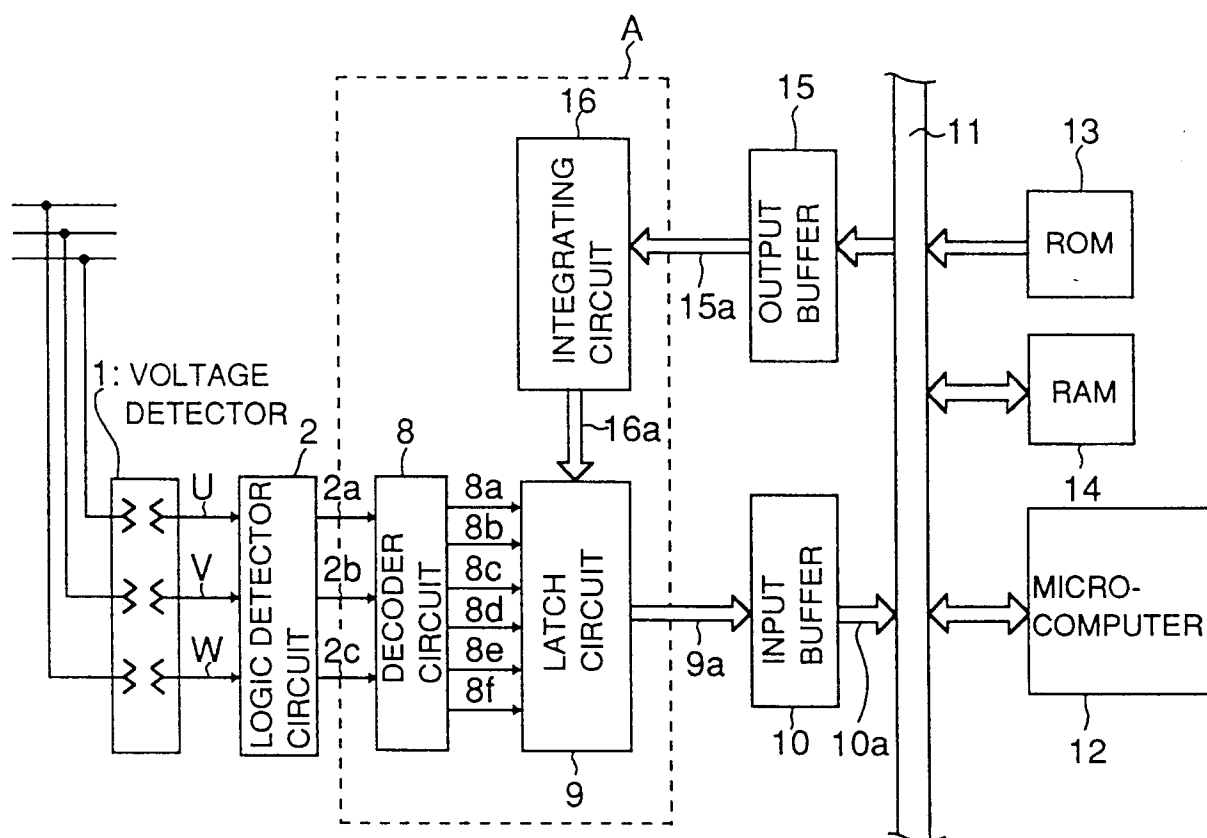 A
16
INTEGRATING
CIRCUIT
15
OUTPUT
BUFFER
15a
11
13
ROM
RAM
14
16a
1: VOLTAGE
DETECTOR
U
V
W
2
LOGIC DETECTOR
CIRCUIT
2a
2b
2c
8
DECODER
CIRCUIT
8a
8b
8c
8d
8e
8f
LATCH
CIRCUIT
9
9a
INPUT
BUFFER
10
10a
MICRO-
COMPUTER
12